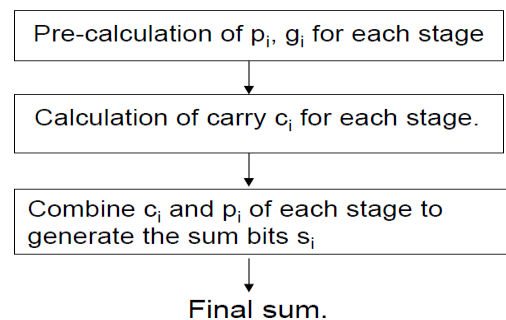 Pre-calculation of pi, gi for each stage
Calculation of carry ci for each stage.
Combine ci and pi of each stage to
generate the sum bits si
Final sum.